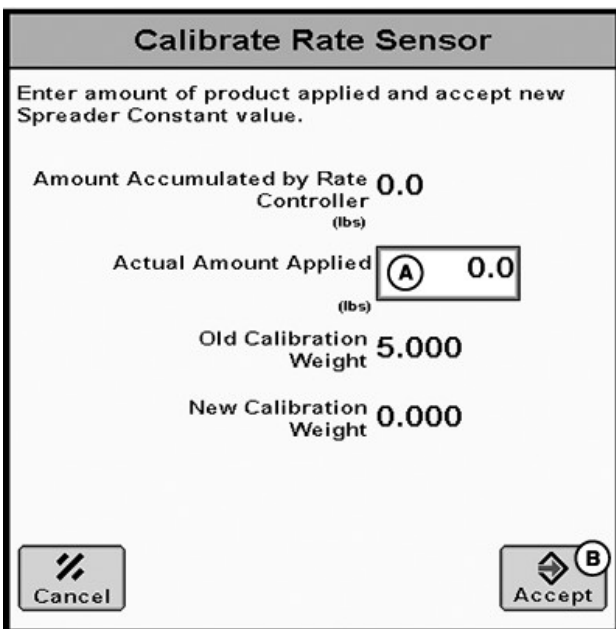 Calibrate Rate Sensor
Enter amount of product applied and accept new
Spreader Constant value.
Amount Accumulated by Rate
Controller
(lbs)
0.0
Actual Amount Applied
(lbs)
A 0.0
Old Calibration
Weight
5.000
New Calibration
Weight
0.000
Cancel
Accept
B